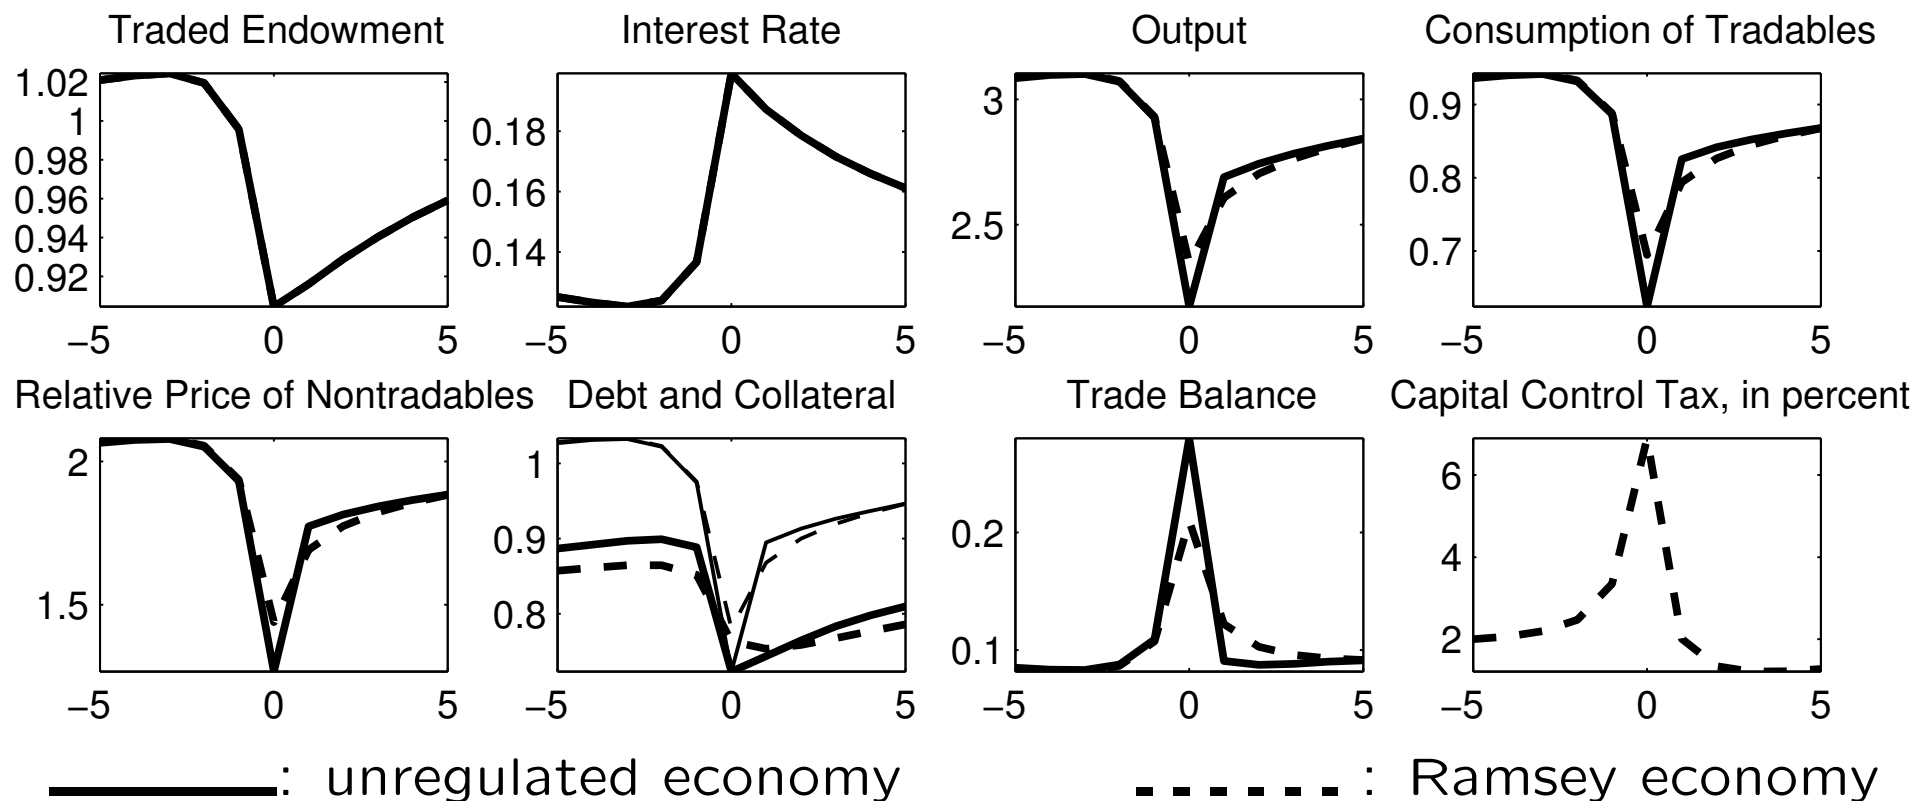 Traded Endowment Interest Rate Output Consumption of Tradables
1.02
1
0.98
0.96
0.94
0.92
−5 0 5
0.18
0.16
0.14
−5 0 5
3
2.5
−5 0 5
0.9
0.8
0.7
−5 0 5
Relative Price of Nontradables Debt and Collateral Trade Balance Capital Control Tax, in percent
2
1.5
−5 0 5
1
0.9
0.8
−5 0 5
0.2
0.1
−5 0 5
6
4
2
−5 0 5
: unregulated economy : Ramsey economy